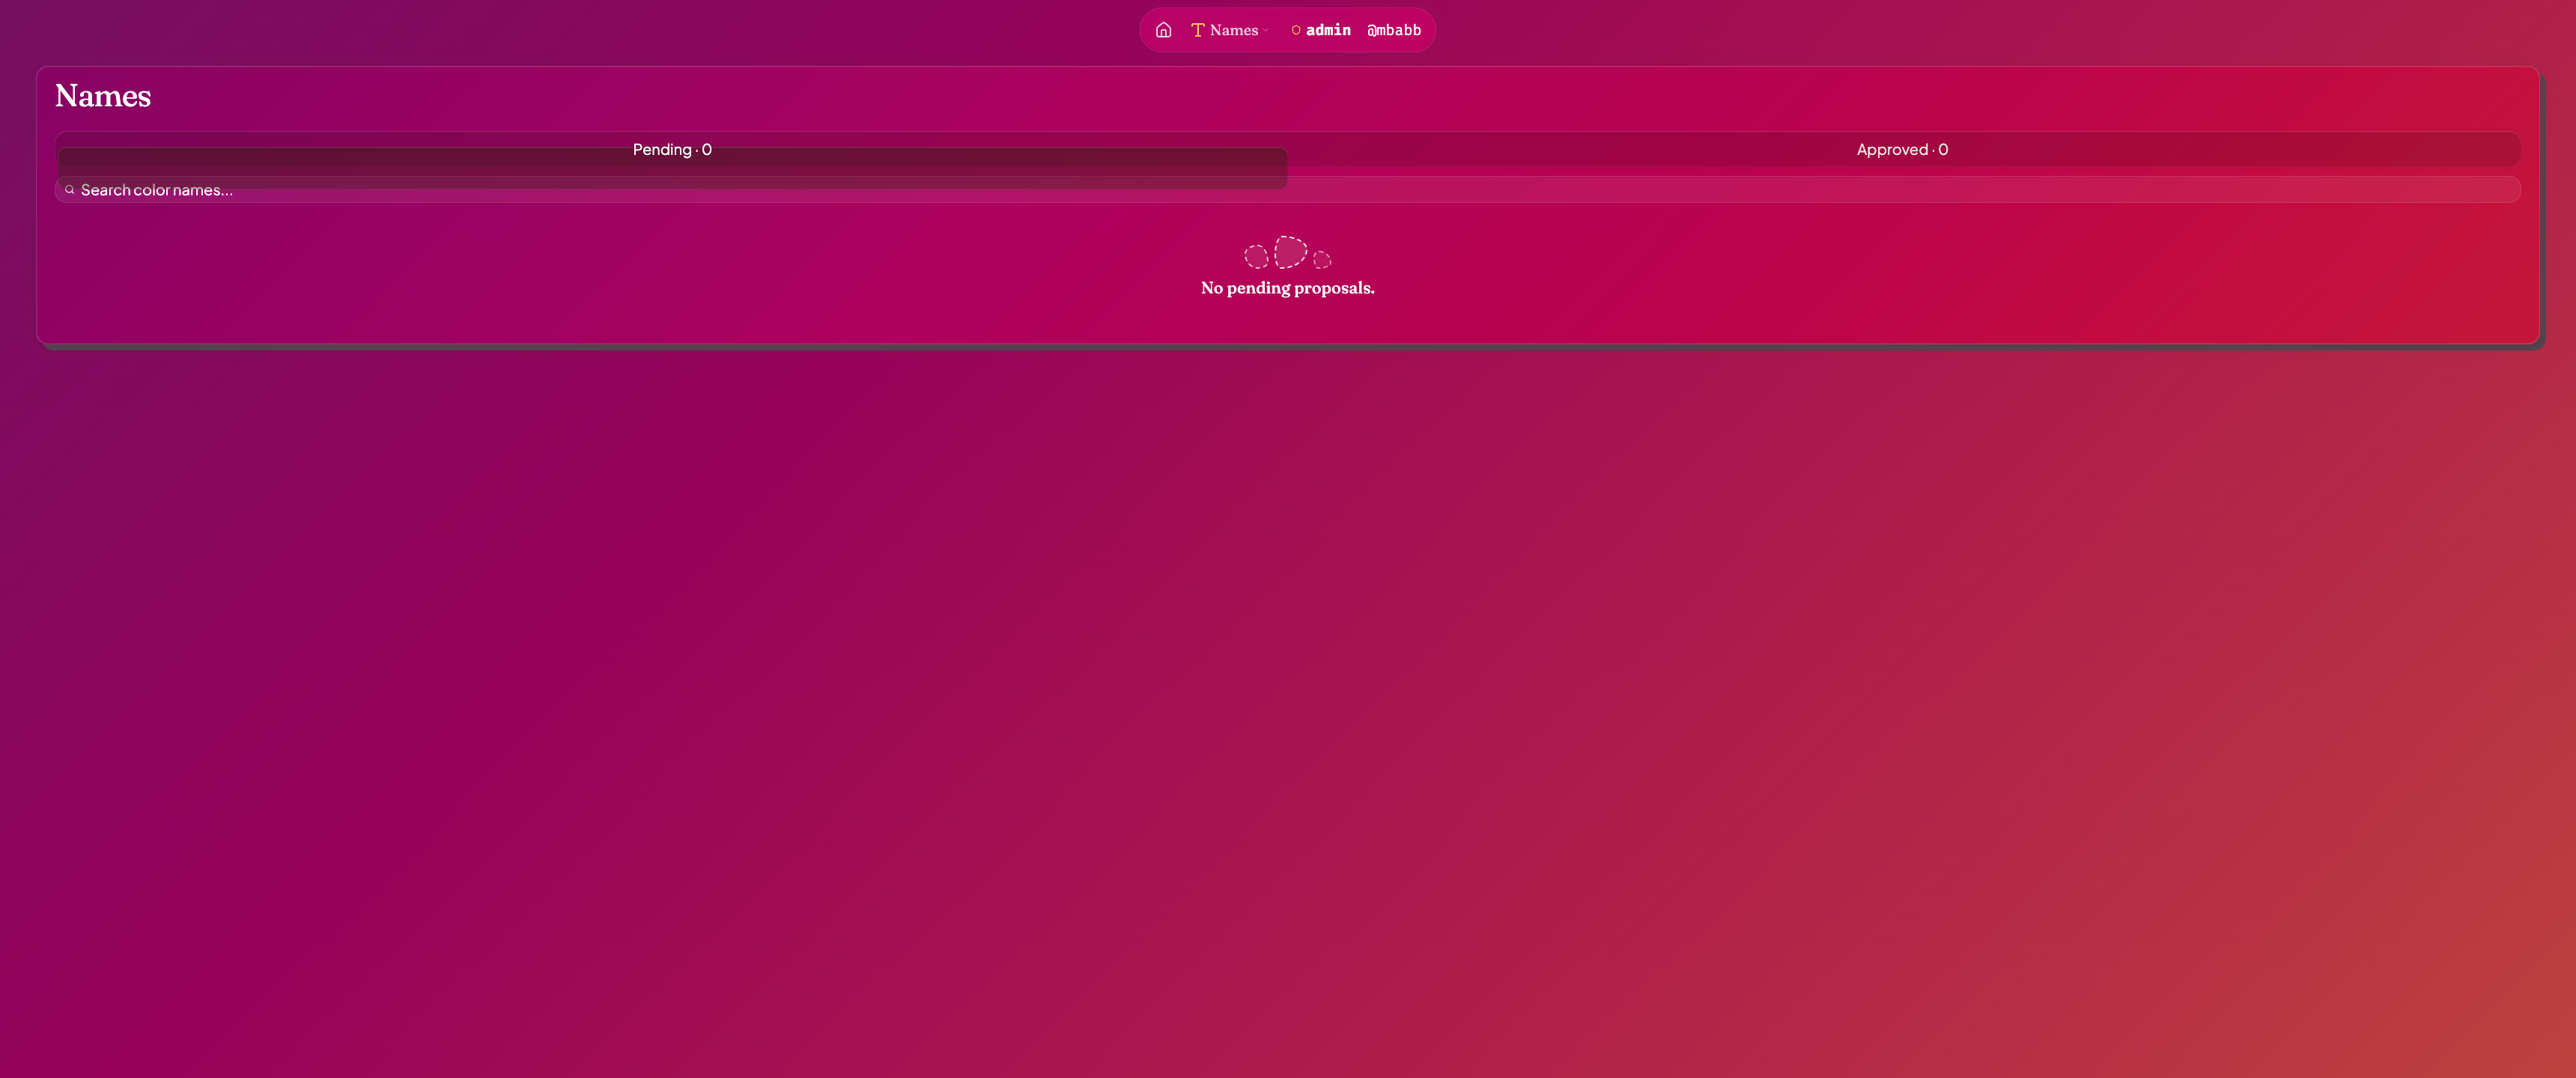 Names admin @mbabb
Names
Pending · 0 Approved · 0
Search color names...
No pending proposals.